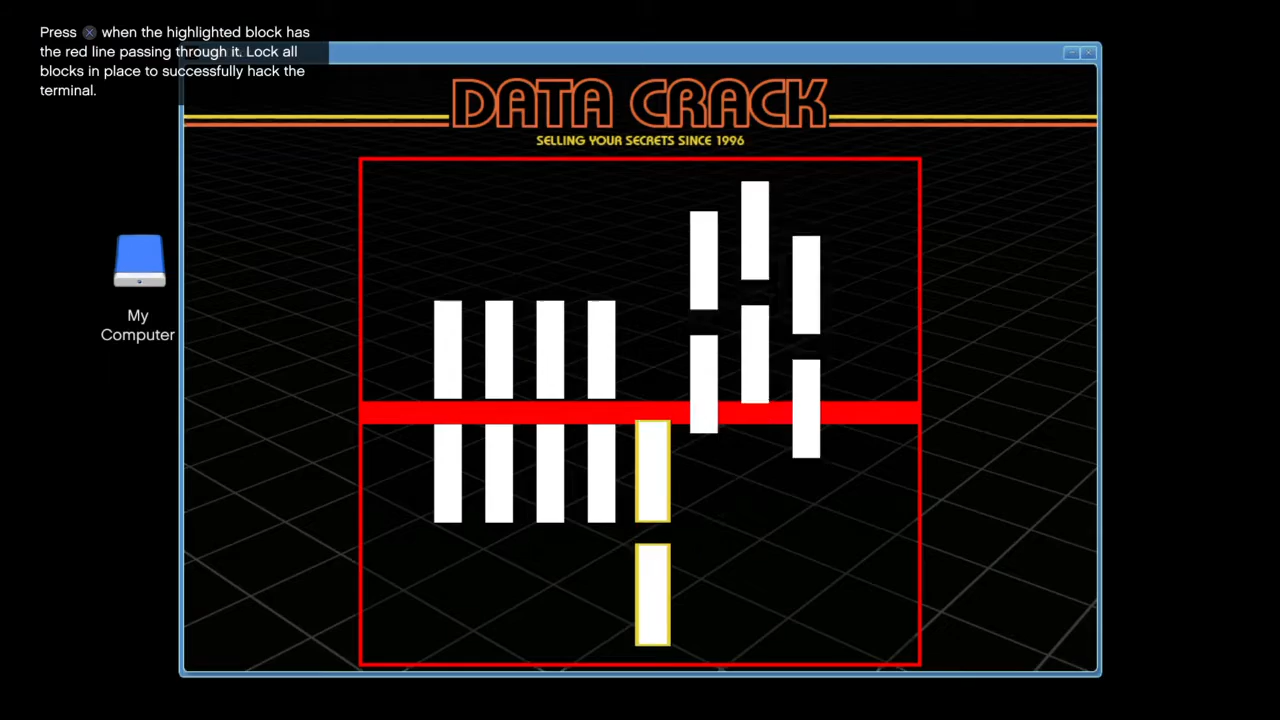 Press ⓧ when the highlighted block has
the red line passing through it. Lock all
blocks in place to successfully hack the
terminal.
DATA CRACK
SELLING YOUR SECRETS SINCE 1996
My
Computer